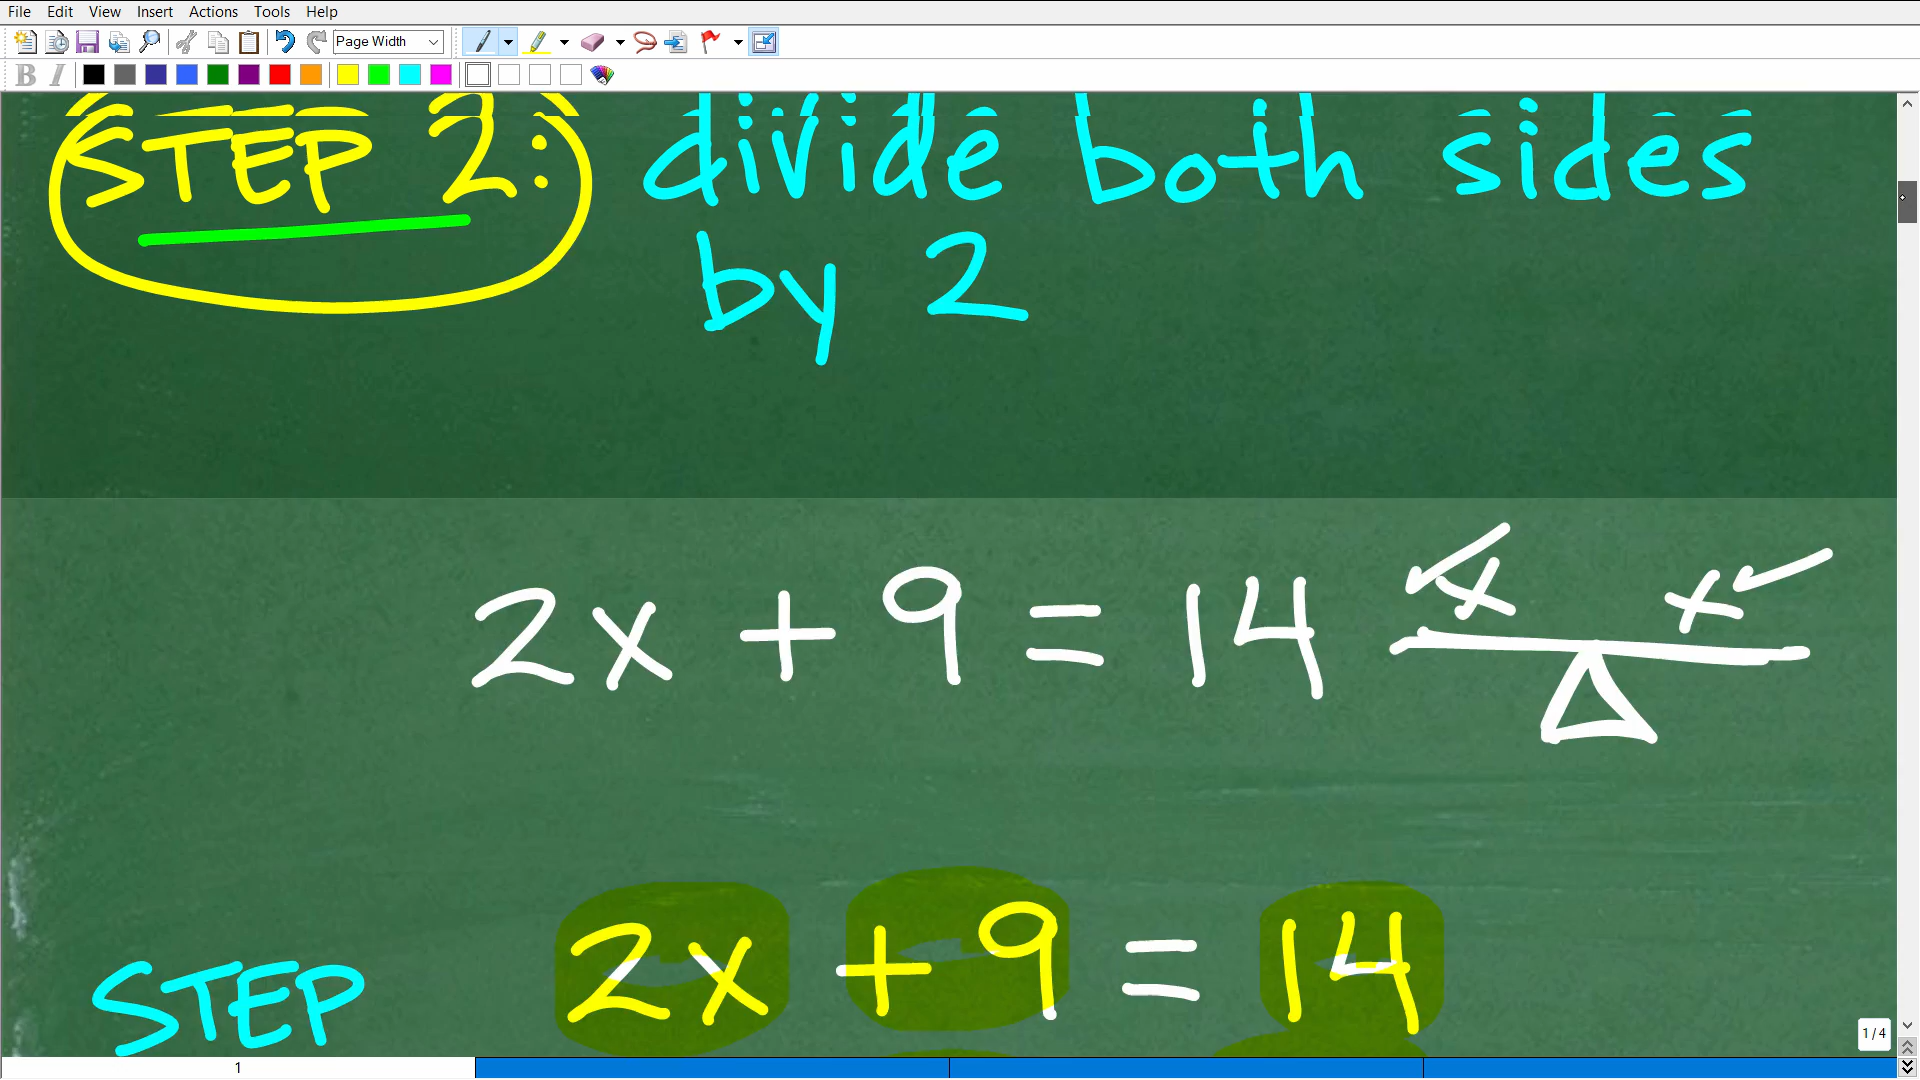 File Edit View Insert Actions Tools Help
Page Width
B I
STEP 2: divide both sides
by 2
2x + 9 = 14 x x
2x + 9 = 14
STEP
1 / 4
1